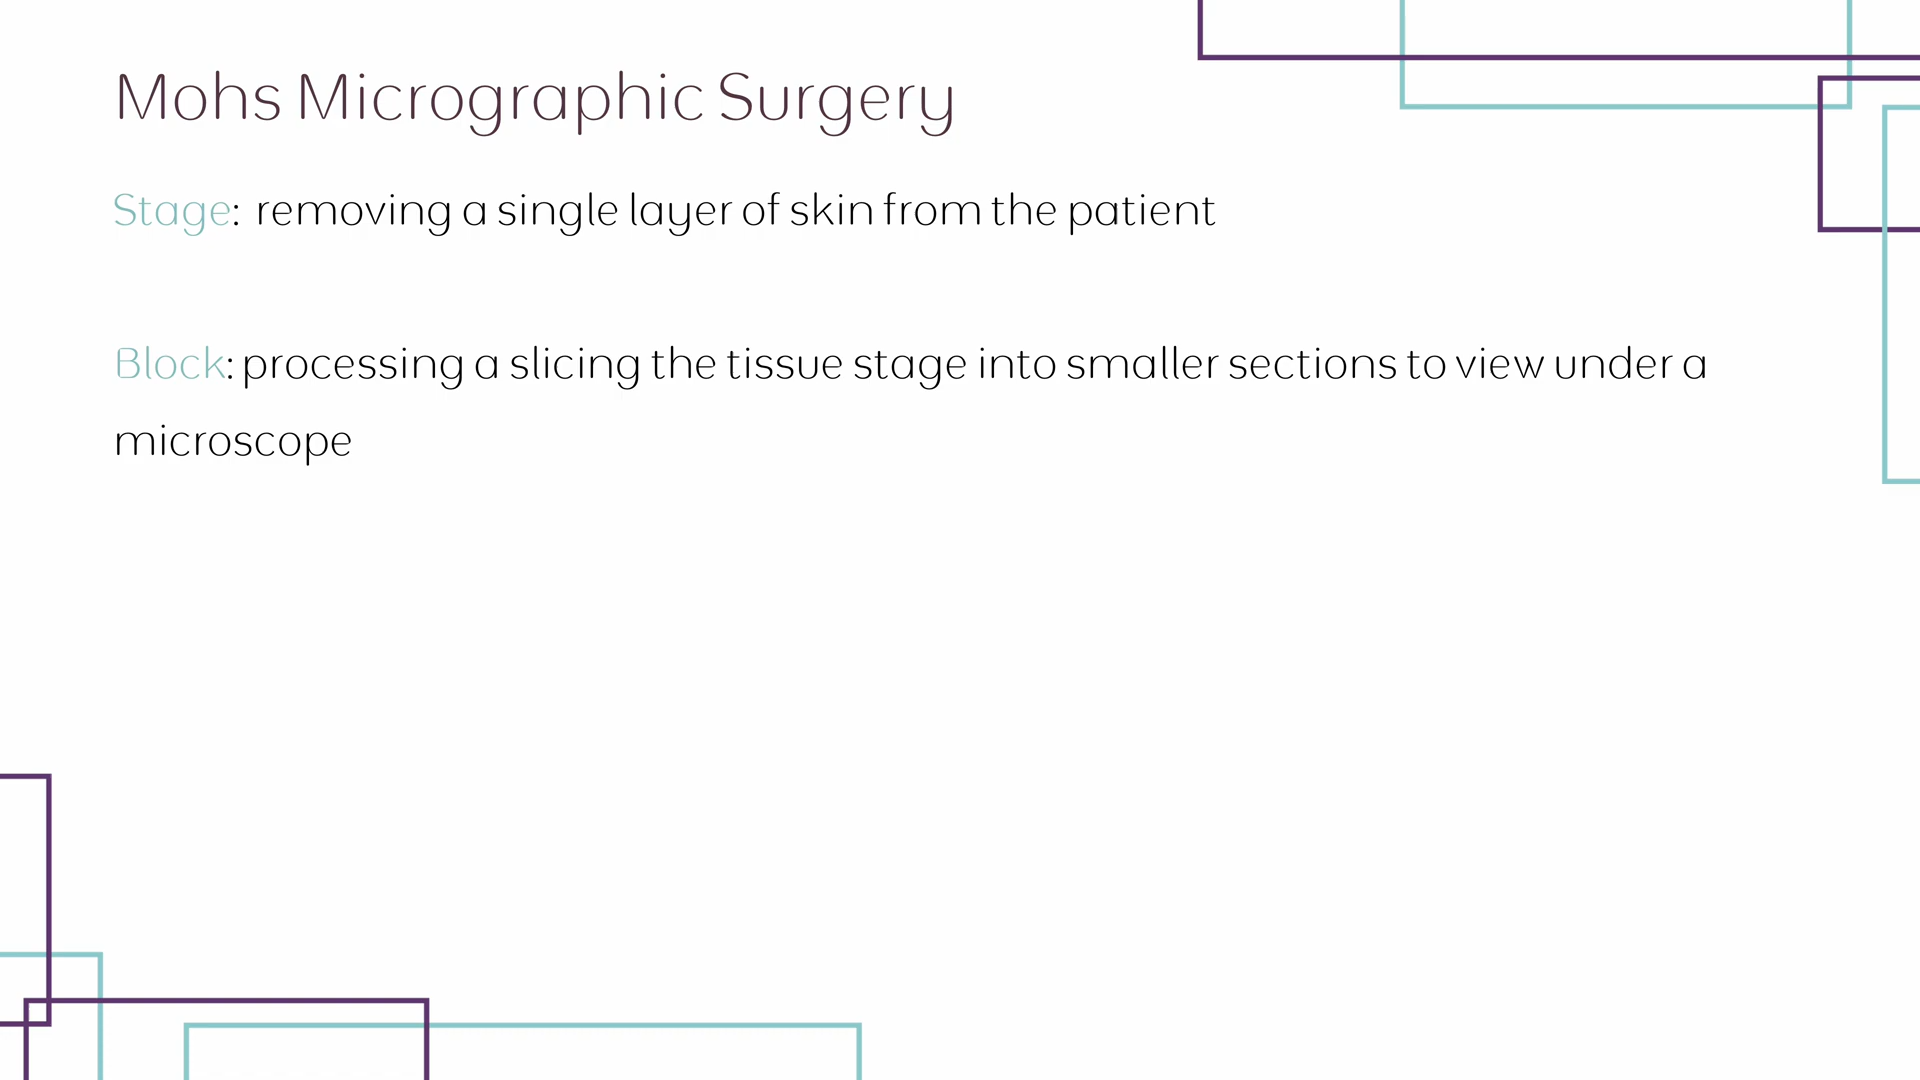 Mohs Micrographic Surgery
Stage: removing a single layer of skin from the patient
Block: processing a slicing the tissue stage into smaller sections to view under a
microscope